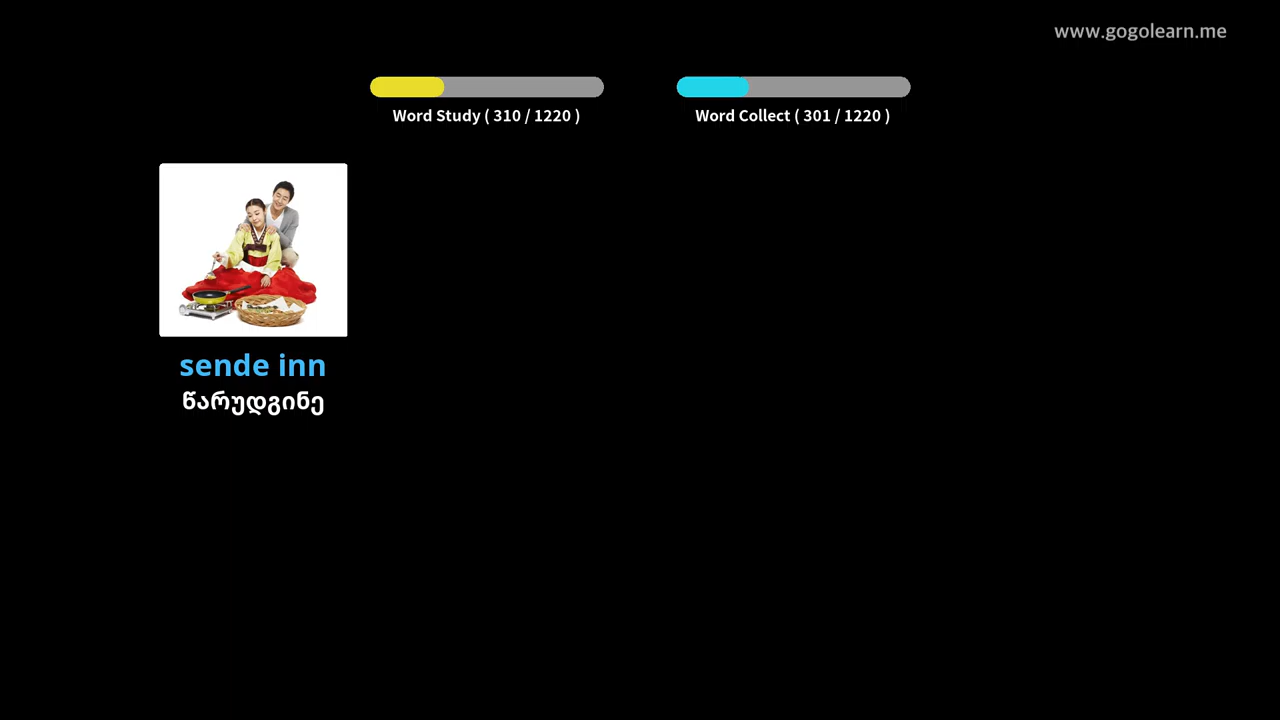 www.gogolearn.me
Word Study ( 310 / 1220 )
Word Collect ( 301 / 1220 )
sende inn
წარუდგინე